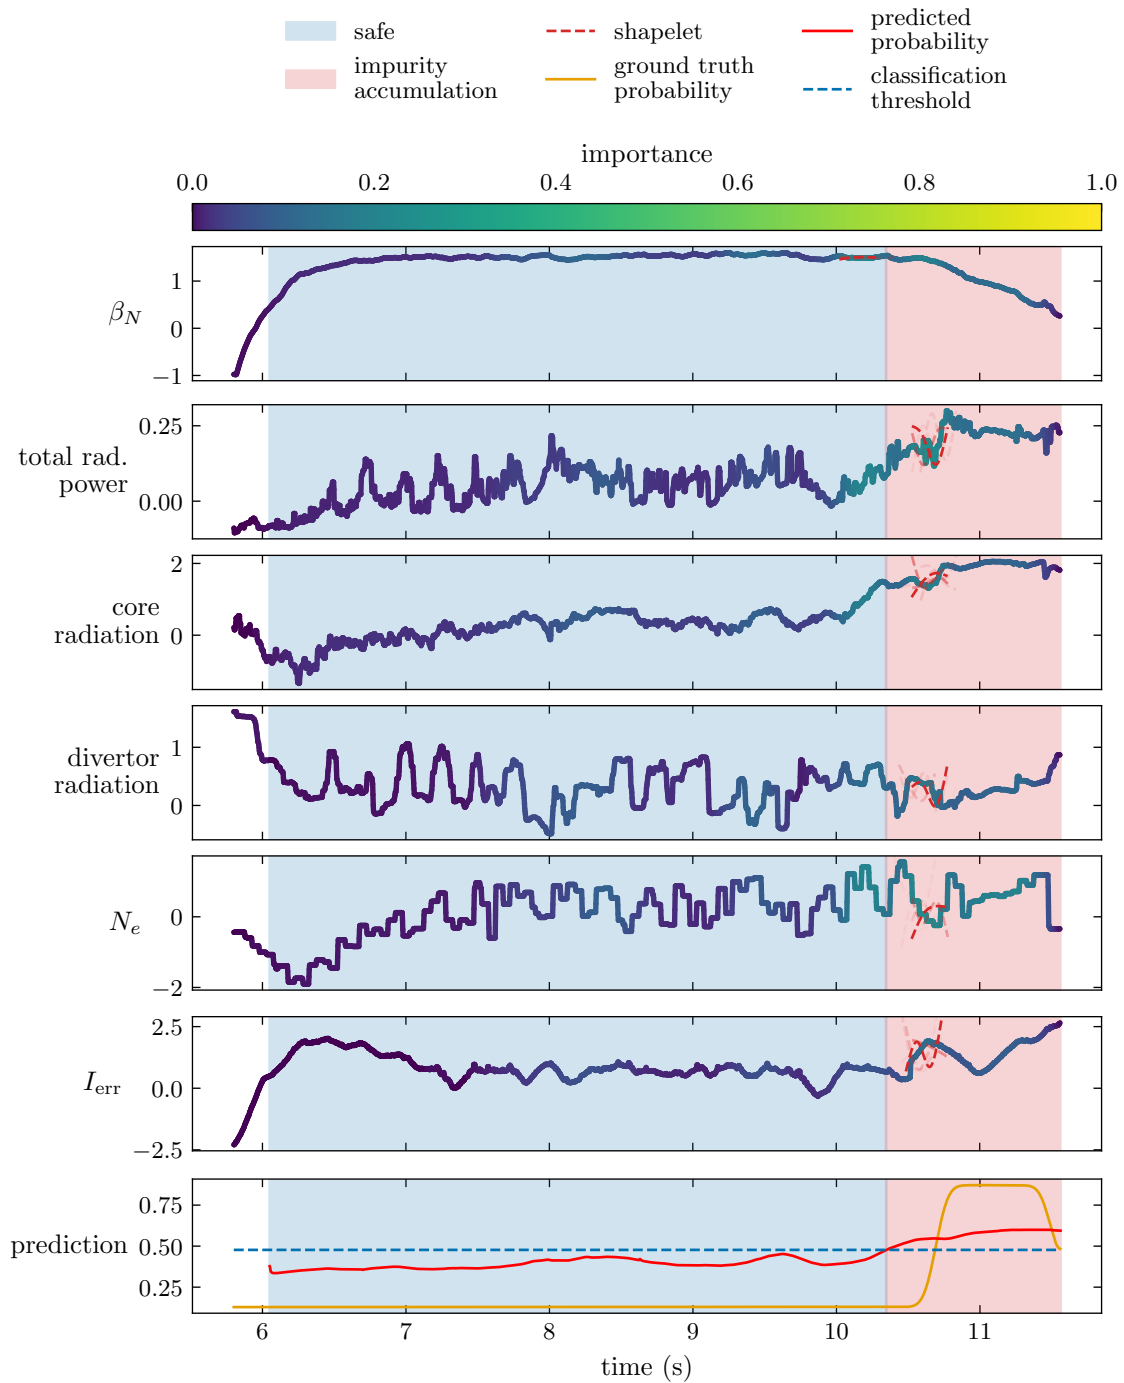 safe
impurity
accumulation
shapelet
ground truth
probability
predicted
probability
classification
threshold
importance
0.0 0.2 0.4 0.6 0.8 1.0
β_N
1
0
−1
total rad.
power
0.25
0.00
core
radiation
2
0
divertor
radiation
1
0
N_e
0
−2
I_err
2.5
0.0
−2.5
prediction
0.75
0.50
0.25
6 7 8 9 10 11
time (s)